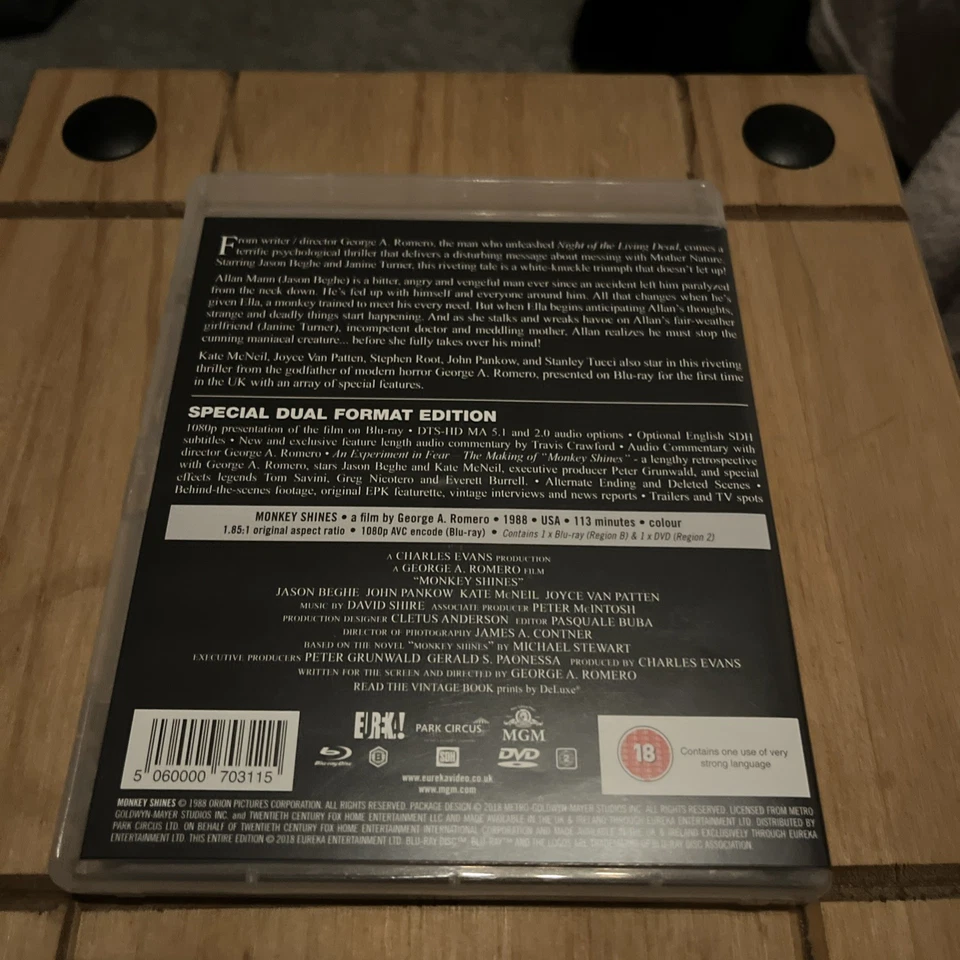 From writer / director George A. Romero, the man who unleashed Night of the Living Dead, comes a
terrific psychological thriller that delivers a disturbing message about messing with Mother Nature.
Starring Jason Beghe and Janine Turner, this riveting tale is a white-knuckle triumph that doesn't let up!
Allan Mann (Jason Beghe) is a bitter, angry and vengeful man ever since an accident left him paralyzed
from the neck down. He's fed up with himself and everyone around him. All that changes when he's
given Ella, a monkey trained to meet his every need. But when Ella begins anticipating Allan's thoughts,
strange and deadly things start happening. And as she stalks and wreaks havoc on Allan's fair-weather
girlfriend (Janine Turner), incompetent doctor and meddling mother, Allan realizes he must stop the
cunning maniacal creature... before she fully takes over his mind!
Kate McNeil, Joyce Van Patten, Stephen Root, John Pankow, and Stanley Tucci also star in this riveting
thriller from the godfather of modern horror George A. Romero, presented on Blu-ray for the first time
in the UK with an array of special features.
SPECIAL DUAL FORMAT EDITION
1080p presentation of the film on Blu-ray • DTS-HD MA 5.1 and 2.0 audio options • Optional English SDH
subtitles • New and exclusive feature length audio commentary by Travis Crawford • Audio Commentary with
director George A. Romero • An Experiment in Fear – The Making of "Monkey Shines" - a lengthy retrospective
with George A. Romero, stars Jason Beghe and Kate McNeil, executive producer Peter Grunwald, and special
effects legends Tom Savini, Greg Nicotero and Everett Burrell. • Alternate Ending and Deleted Scenes •
Behind-the-scenes footage, original EPK featurette, vintage interviews and news reports • Trailers and TV spots
MONKEY SHINES • a film by George A. Romero • 1988 • USA • 113 minutes • colour
1.85:1 original aspect ratio • 1080p AVC encode (Blu-ray) • Contains 1 x Blu-ray (Region B) & 1 x DVD (Region 2)
A CHARLES EVANS PRODUCTION
A GEORGE A. ROMERO FILM
"MONKEY SHINES"
JASON BEGHE JOHN PANKOW KATE McNEIL JOYCE VAN PATTEN
MUSIC BY DAVID SHIRE ASSOCIATE PRODUCER PETER McINTOSH
PRODUCTION DESIGNER CLETUS ANDERSON EDITOR PASQUALE BUBA
DIRECTOR OF PHOTOGRAPHY JAMES A. CONTNER
BASED ON THE NOVEL "MONKEY SHINES" BY MICHAEL STEWART
EXECUTIVE PRODUCERS PETER GRUNWALD GERALD S. PAONESSA PRODUCED BY CHARLES EVANS
WRITTEN FOR THE SCREEN AND DIRECTED BY GEORGE A. ROMERO
READ THE VINTAGE BOOK prints by DeLuxe®
EUREKA! PARK CIRCUS MGM
Blu-ray Disc B SDH DVD 2
www.eurekavideo.co.uk
www.mgm.com
5 060000 703115
18
Contains one use of very
strong language
MONKEY SHINES © 1988 ORION PICTURES CORPORATION. ALL RIGHTS RESERVED. PACKAGE DESIGN © 2018 METRO-GOLDWYN-MAYER STUDIOS INC. ALL RIGHTS RESERVED. LICENSED FROM METRO
GOLDWYN-MAYER STUDIOS INC. and TWENTIETH CENTURY FOX HOME ENTERTAINMENT LLC AND MADE AVAILABLE IN THE UK & IRELAND THROUGH EUREKA ENTERTAINMENT LTD. DISTRIBUTED BY
PARK CIRCUS LTD. ON BEHALF OF TWENTIETH CENTURY FOX HOME ENTERTAINMENT INTERNATIONAL CORPORATION AND MADE UK & IRELAND EXCLUSIVELY THROUGH EUREKA
ENTERTAINMENT LTD. THIS ENTIRE EDITION © 2018 EUREKA ENTERTAINMENT LTD. BLU-RAY DISC™, BLU-RAY™ AND THE LOGOS ARE TRADEMARKS OF BLU-RAY DISC ASSOCIATION.